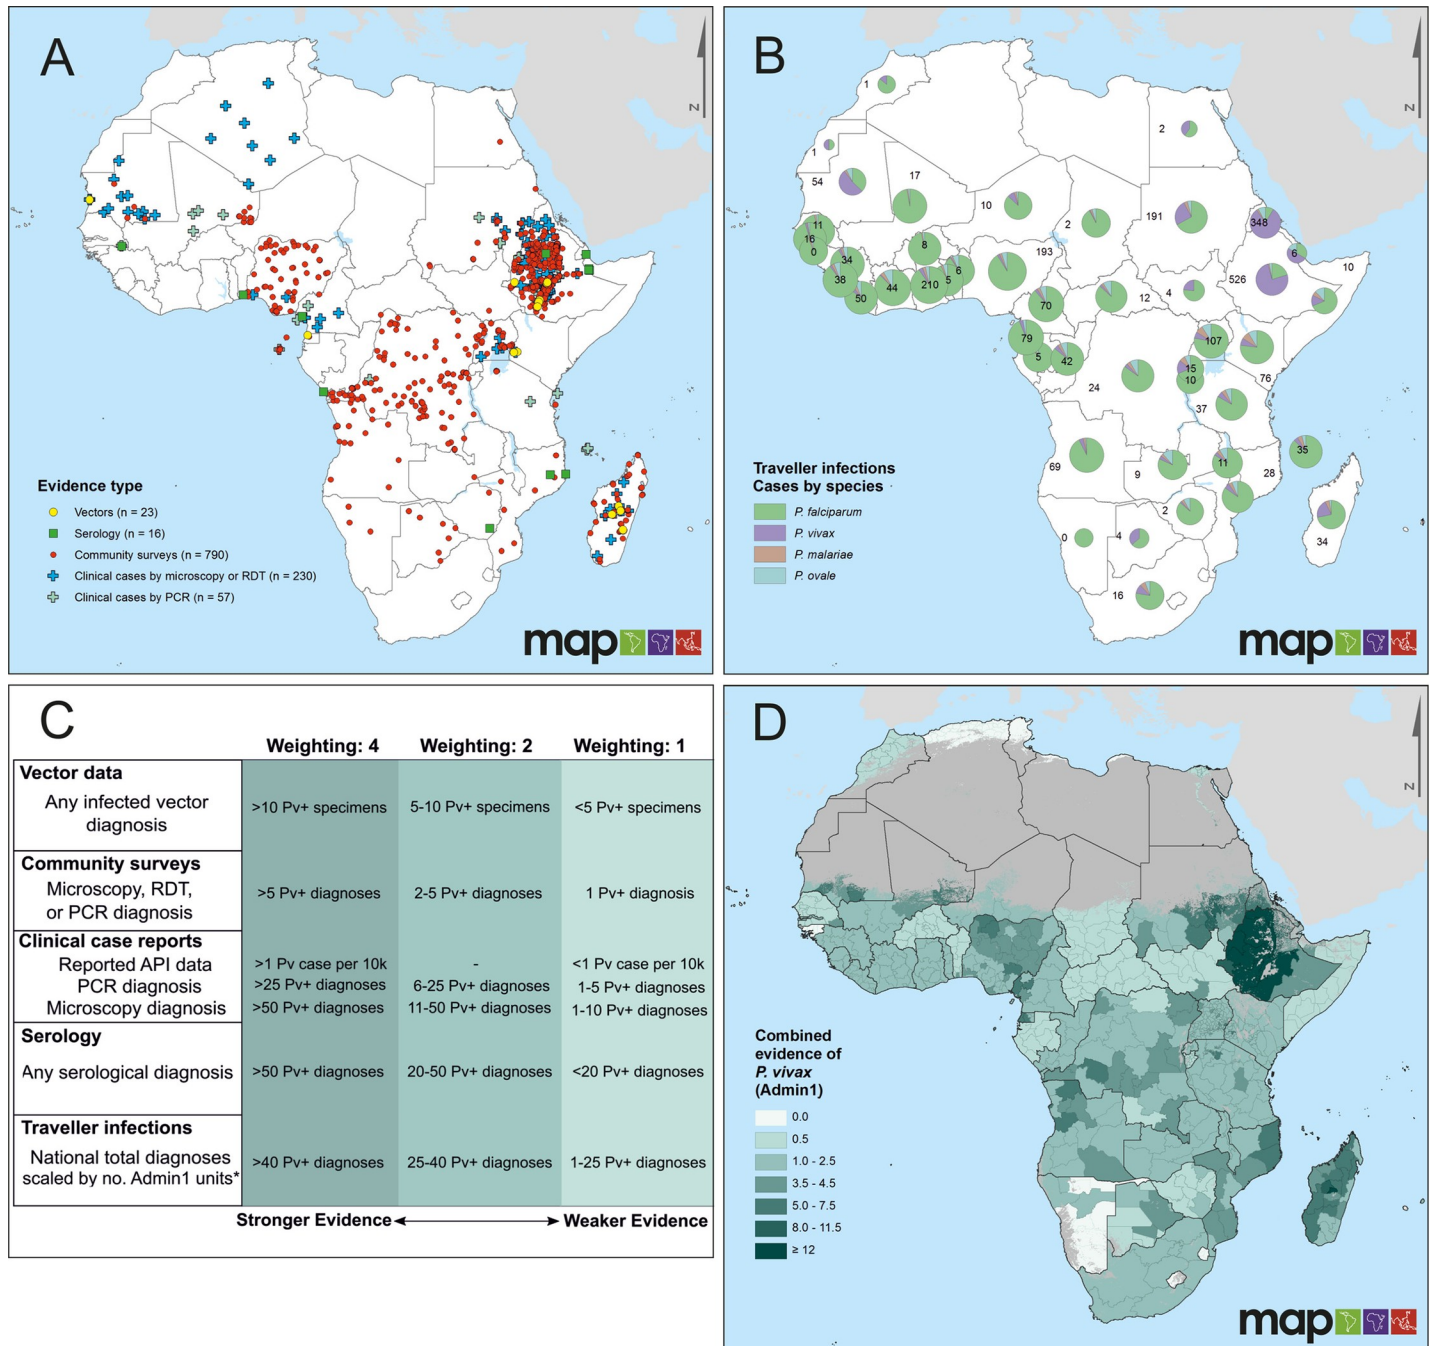 A
N
Evidence type
Vectors (n = 23)
Serology (n = 16)
Community surveys (n = 790)
Clinical cases by microscopy or RDT (n = 230)
Clinical cases by PCR (n = 57)
map
B
N
1
2
1
54
17
10
2
191
348
11
16
0
8
193
6
10
34
38
50
44
210
5
6
526
4
12
70
79
5
42
107
15
10
24
76
37
69
9
11
28
35
2
0
4
34
16
Traveller infections
Cases by species
P. falciparum
P. vivax
P. malariae
P. ovale
map
C
Weighting: 4 Weighting: 2 Weighting: 1
Vector data
Any infected vector
diagnosis
>10 Pv+ specimens 5-10 Pv+ specimens <5 Pv+ specimens
Community surveys
Microscopy, RDT,
or PCR diagnosis
>5 Pv+ diagnoses 2-5 Pv+ diagnoses 1 Pv+ diagnosis
Clinical case reports
Reported API data >1 Pv case per 10k - <1 Pv case per 10k
PCR diagnosis >25 Pv+ diagnoses 6-25 Pv+ diagnoses 1-5 Pv+ diagnoses
Microscopy diagnosis >50 Pv+ diagnoses 11-50 Pv+ diagnoses 1-10 Pv+ diagnoses
Serology
Any serological diagnosis >50 Pv+ diagnoses 20-50 Pv+ diagnoses <20 Pv+ diagnoses
Traveller infections
National total diagnoses
scaled by no. Admin1 units*
>40 Pv+ diagnoses 25-40 Pv+ diagnoses 1-25 Pv+ diagnoses
Stronger Evidence Weaker Evidence
D
N
Combined
evidence of
P. vivax
(Admin1)
0.0
0.5
1.0 - 2.5
3.5 - 4.5
5.0 - 7.5
8.0 - 11.5
≥ 12
map